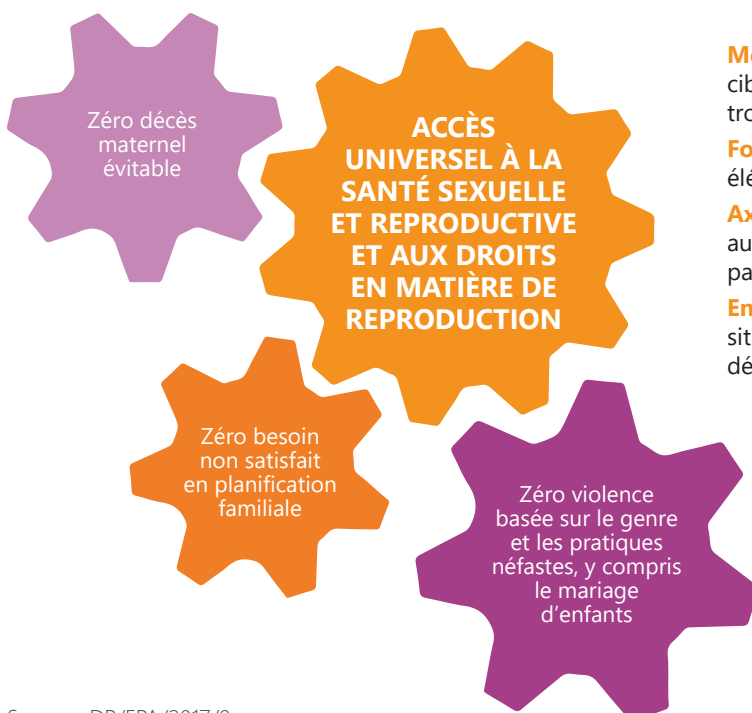 Zéro décès
maternel
évitable
ACCÈS
UNIVERSEL À LA
SANTÉ SEXUELLE
ET REPRODUCTIVE
ET AUX DROITS
EN MATIÈRE DE
REPRODUCTION
Zéro besoin
non satisfait
en planification
familiale
Zéro violence
basée sur le genre
et les pratiques
néfastes, y compris
le mariage
d'enfants